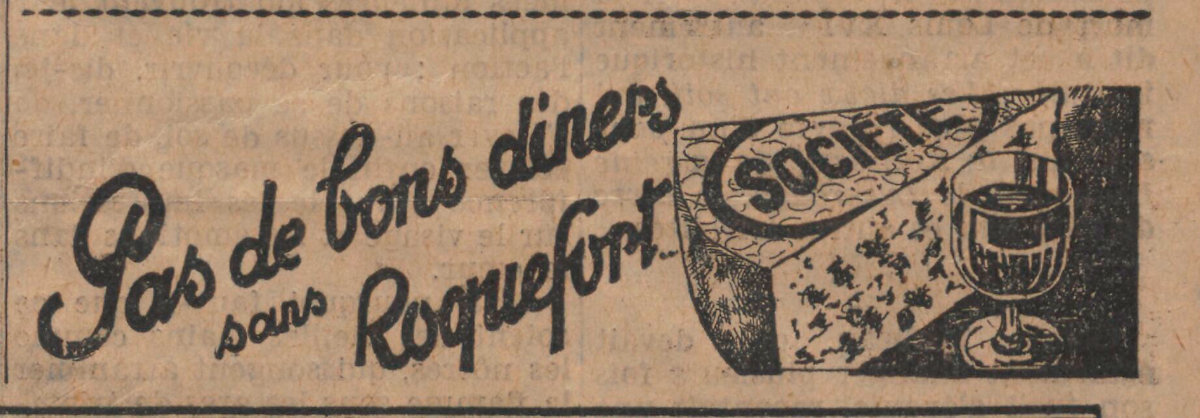 Pas de bons diners
sans Roquefort...
SOCIÉTÉ